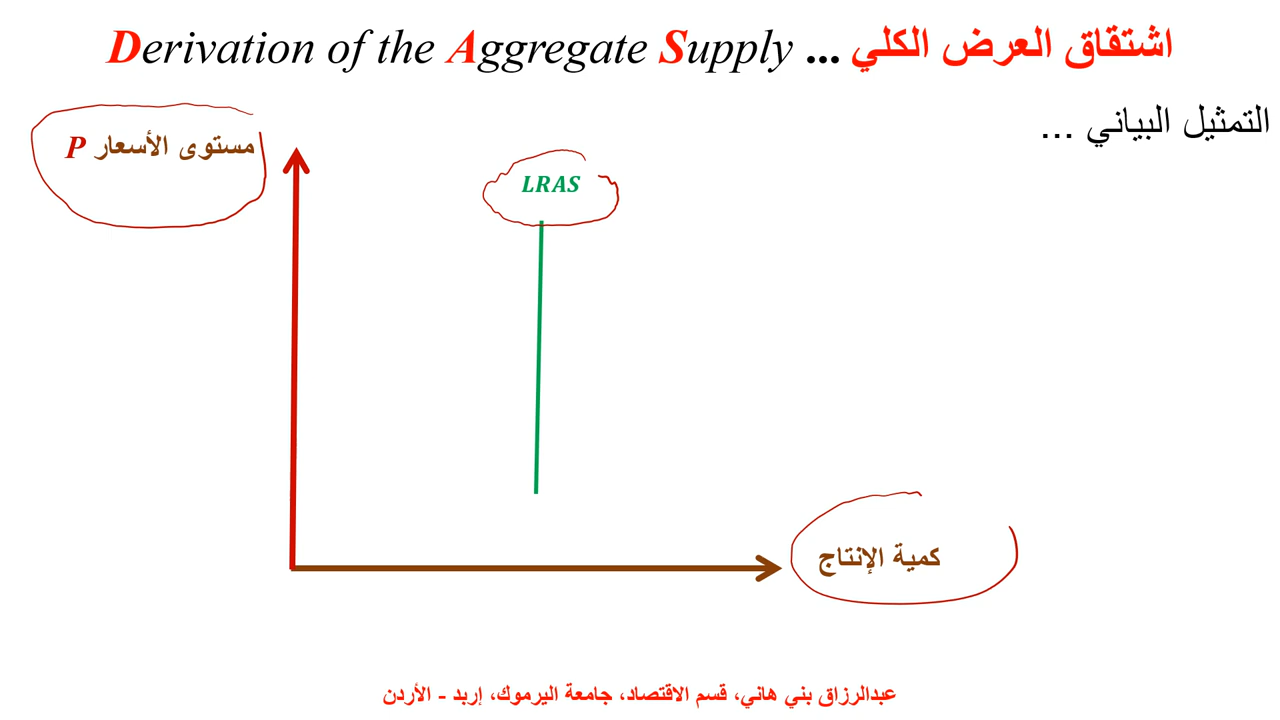 Derivation of the Aggregate Supply ... اشتقاق العرض الكلي
التمثيل البياني ...
مستوى الأسعار P
LRAS
كمية الإنتاج
عبدالرزاق بني هاني، قسم الاقتصاد، جامعة اليرموك، إربد - الأردن